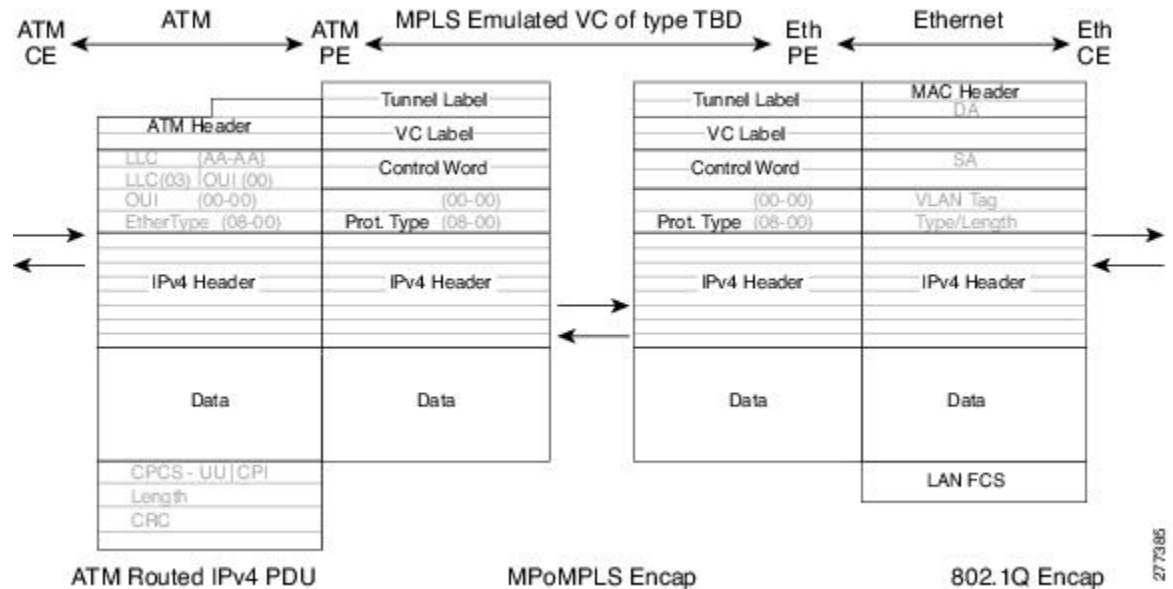 ATM CE
ATM
ATM PE
MPLS Emulated VC of type TBD
Eth PE
Ethernet
Eth CE
ATM Header
LLC (AA-AA)
LLC(03) OUI (00)
OUI (00-00)
EtherType (08-00)
IPv4 Header
Data
CPCS - UU|CPI
Length
CRC
Tunnel Label
VC Label
Control Word
(00-00)
Prot. Type (08-00)
IPv4 Header
Data
Tunnel Label
VC Label
Control Word
(00-00)
Prot. Type (08-00)
IPv4 Header
Data
MAC Header
DA
SA
VLAN Tag
Type/Length
IPv4 Header
Data
LAN FCS
ATM Routed IPv4 PDU
MPoMPLS Encap
802.1Q Encap
277385